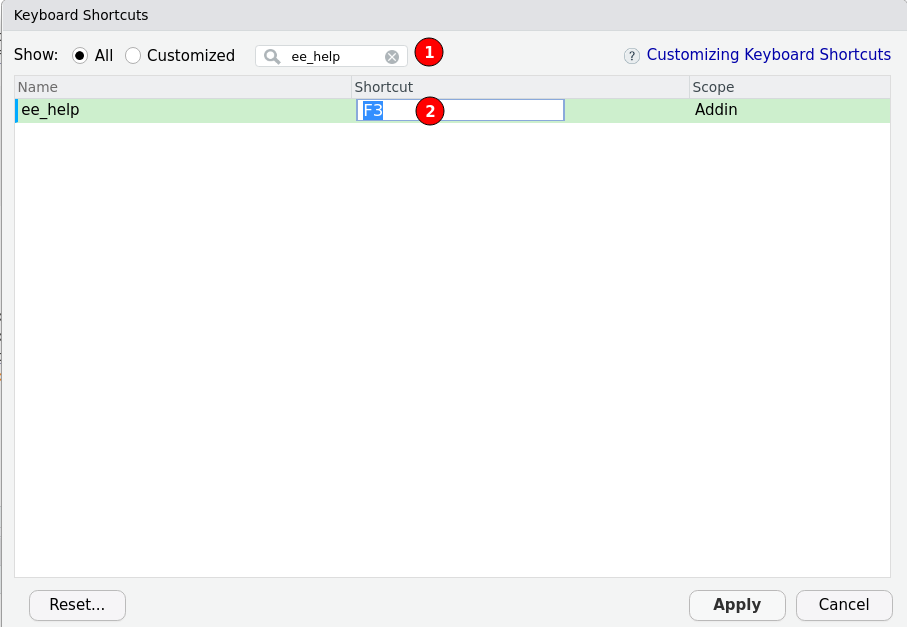 Keyboard Shortcuts
Show: All Customized ee_help 1 ? Customizing Keyboard Shortcuts
Name Shortcut Scope
ee_help F3 2 Addin
Reset... Apply Cancel